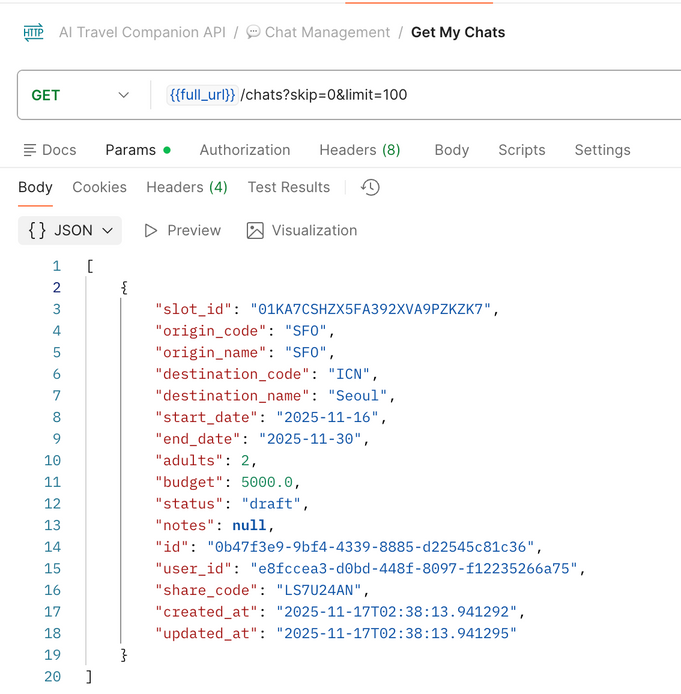 HTTP AI Travel Companion API / Chat Management / Get My Chats
GET {{full_url}} /chats?skip=0&limit=100
Docs Params Authorization Headers (8) Body Scripts Settings
Body Cookies Headers (4) Test Results
{} JSON Preview Visualization
1 [
2 {
3 "slot_id": "01KA7CSHZX5FA392XVA9PZKZK7",
4 "origin_code": "SFO",
5 "origin_name": "SFO",
6 "destination_code": "ICN",
7 "destination_name": "Seoul",
8 "start_date": "2025-11-16",
9 "end_date": "2025-11-30",
10 "adults": 2,
11 "budget": 5000.0,
12 "status": "draft",
13 "notes": null,
14 "id": "0b47f3e9-9bf4-4339-8885-d22545c81c36",
15 "user_id": "e8fccea3-d0bd-448f-8097-f12235266a75",
16 "share_code": "LS7U24AN",
17 "created_at": "2025-11-17T02:38:13.941292",
18 "updated_at": "2025-11-17T02:38:13.941295"
19 }
20 ]